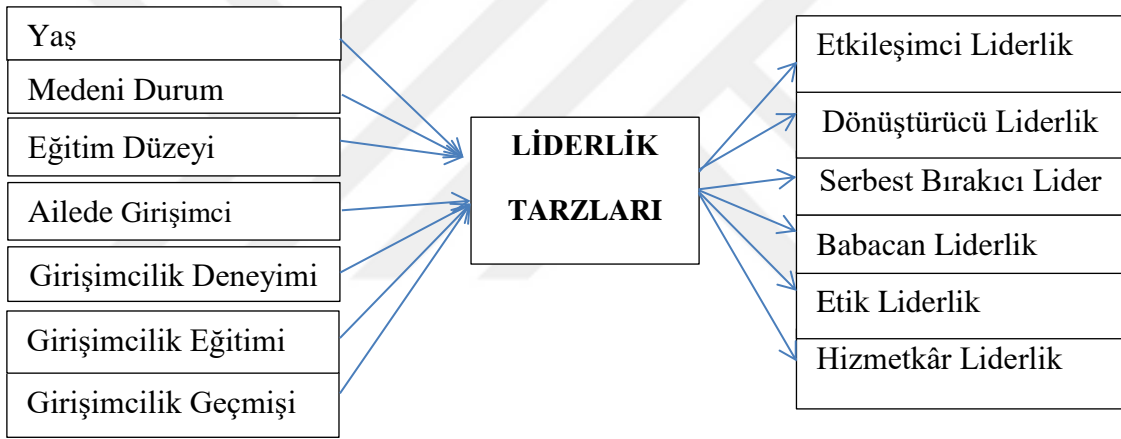 Yaş
Medeni Durum
Eğitim Düzeyi
Ailede Girişimci
Girişimcilik Deneyimi
Girişimcilik Eğitimi
Girişimcilik Geçmişi
LİDERLİK
TARZLARI
Etkileşimci Liderlik
Dönüştürücü Liderlik
Serbest Bırakıcı Lider
Babacan Liderlik
Etik Liderlik
Hizmetkâr Liderlik